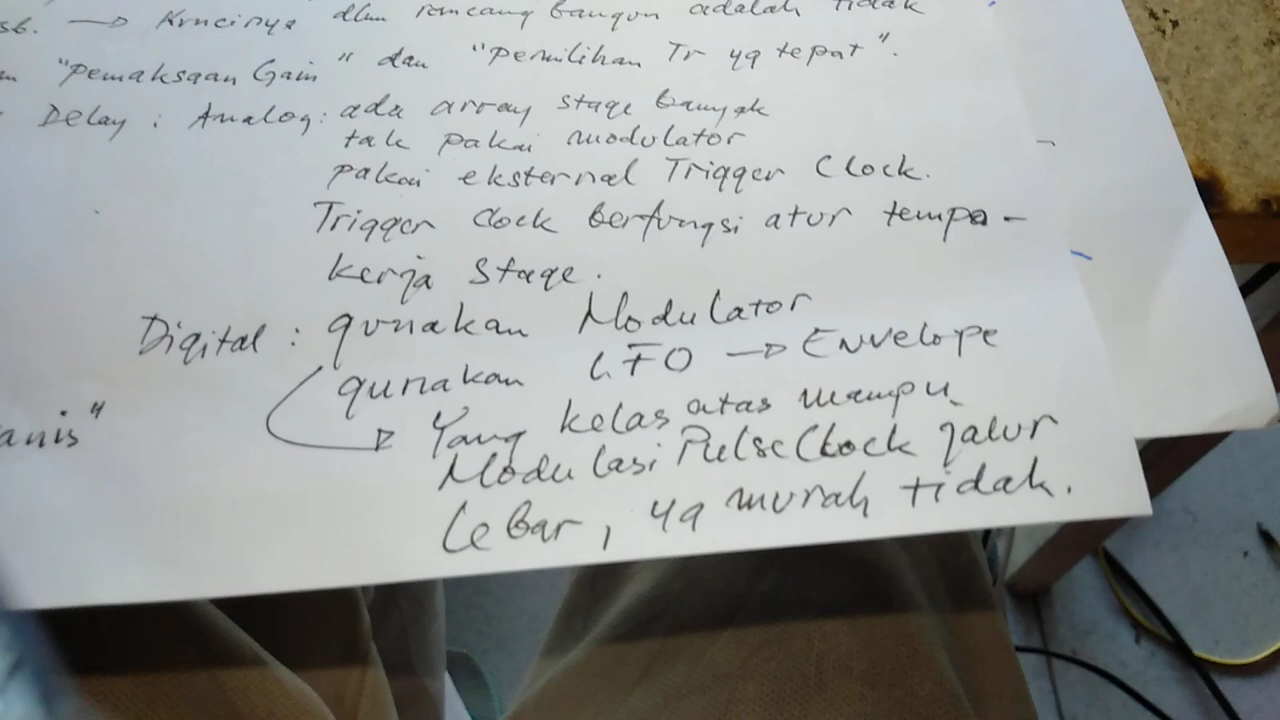 sb. → Kuncinya dlm rancang bangun adalah tidak
"Pemaksaan Gain" dan "Pemilihan Tr yg tepat".
Delay : Analog : ada array stage banyak
tak pakai modulator
pakai eksternal Trigger Clock.
Trigger Clock berfungsi atur tempo -
kerja stage.
Digital : gunakan Modulator
gunakan LFO → Envelope
anis" → Yang kelas atas mampu
Modulasi PulseClock jalur
lebar, yg murah tidak.